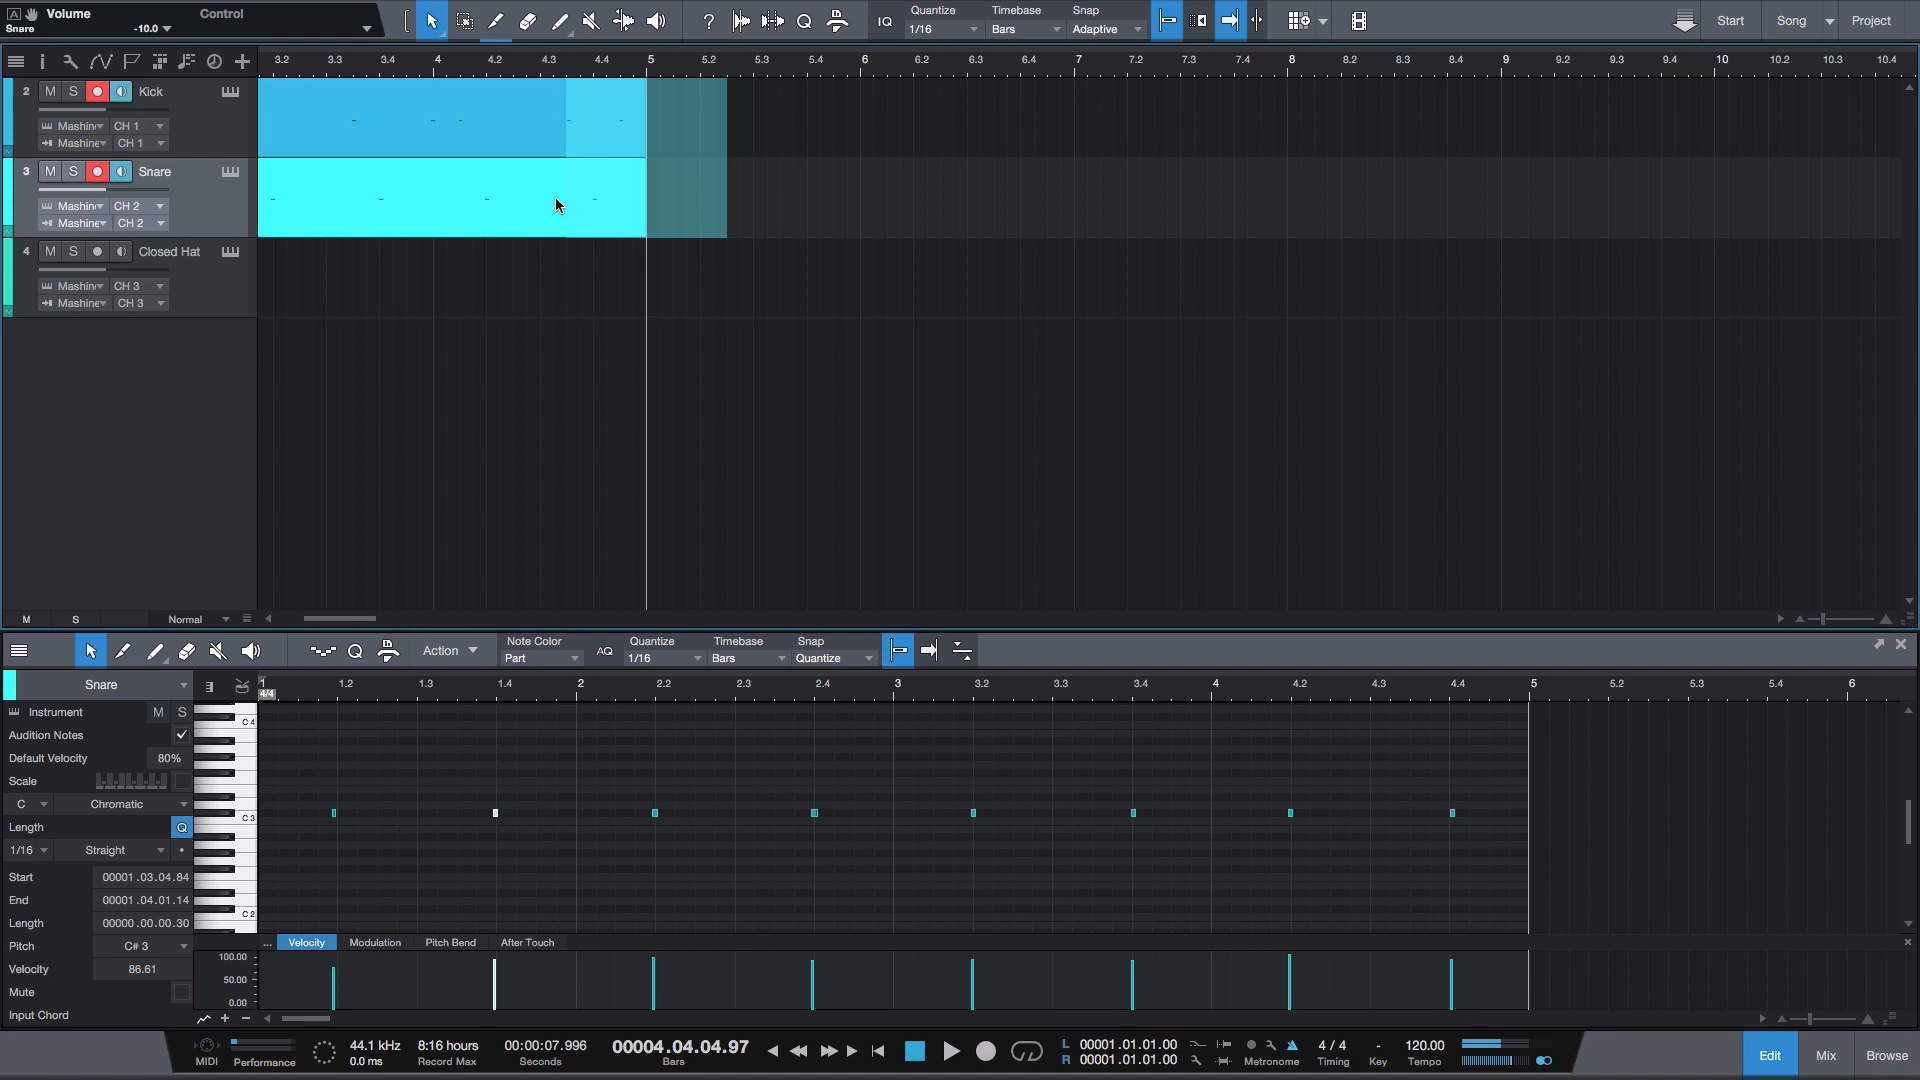 Volume
Control
Snare
-10.0
IQ
Quantize
1/16
Timebase
Bars
Snap
Adaptive
Start
Song
Project
3.2 3.3 3.4 4 4.2 4.3 4.4 5 5.2 5.3 5.4 6 6.2 6.3 6.4 7 7.2 7.3 7.4 8 8.2 8.3 8.4 9 9.2 9.3 9.4 10 10.2 10.3 10.4
2 M S Kick
CH 1
Mashine CH 1
3 M S Snare
CH 2
Mashine CH 2
4 M S Closed Hat
CH 3
Mashine CH 3
M S Normal
Action
Note Color
Part
AQ
Quantize
1/16
Timebase
Bars
Snap
Quantize
Snare
1 1.2 1.3 1.4 2 2.2 2.3 2.4 3 3.2 3.3 3.4 4 4.2 4.3 4.4 5 5.2 5.3 5.4 6
4/4
Instrument M S
Audition Notes
Default Velocity 80%
Scale
C Chromatic
Length Q
1/16 Straight
Start 00001.03.04.84
End 00001.04.01.14
Length 00000.00.00.30
Pitch C# 3
Velocity 86.61
Mute
Input Chord
C 4
C 3
C 2
... Velocity Modulation Pitch Bend After Touch
100.00
50.00
0.00
MIDI
Performance
44.1 kHz
0.0 ms
8:16 hours
Record Max
00:00:07.996
Seconds
00004.04.04.97
Bars
L 00001.01.01.00
R 00001.01.01.00
Metronome
4 / 4
Timing
-
Key
120.00
Tempo
Edit
Mix
Browse